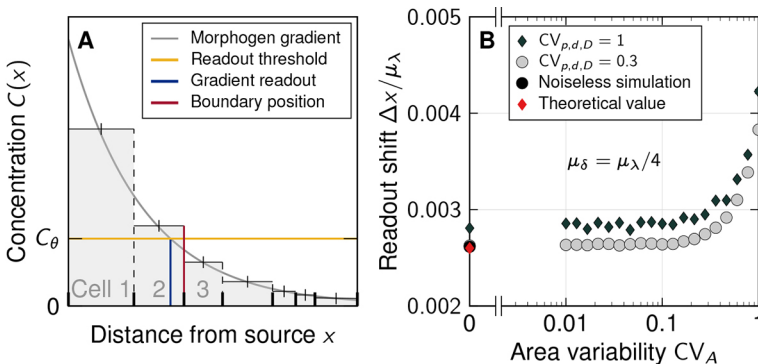 A
Morphogen gradient
Readout threshold
Gradient readout
Boundary position
Concentration C(x)
C_θ
0
Cell 1
2
3
Distance from source x
B
CV_{p,d,D} = 1
CV_{p,d,D} = 0.3
Noiseless simulation
Theoretical value
μ_δ = μ_λ/4
Readout shift Δx/μ_λ
0.005
0.004
0.003
0.002
0
0.01
0.1
1
Area variability CV_A